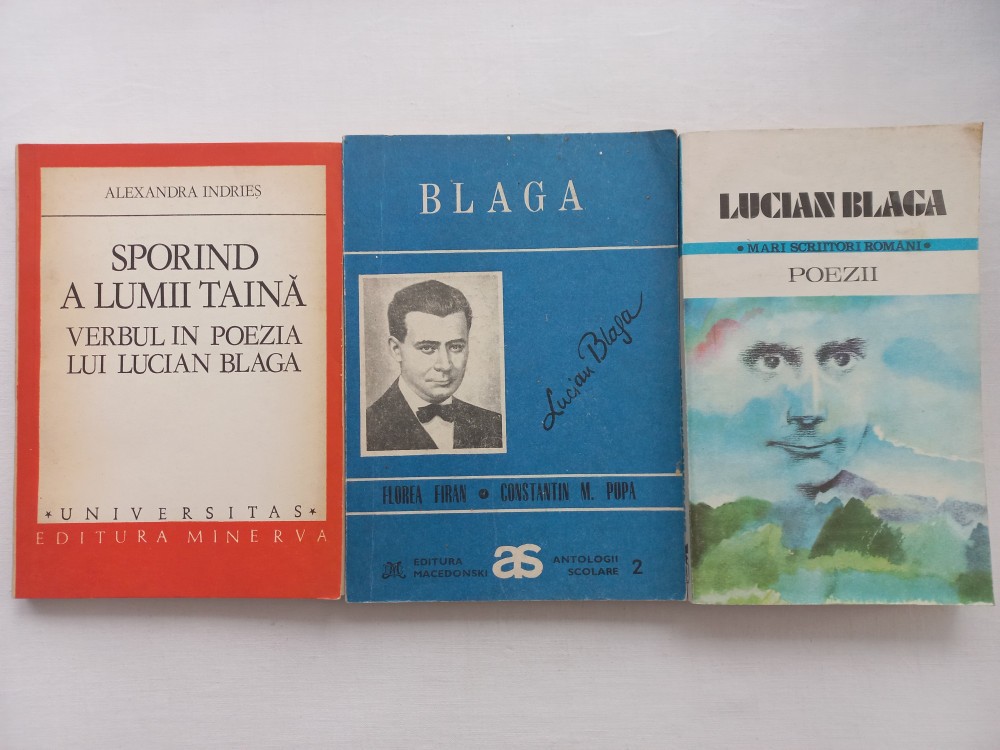 ALEXANDRA INDRIEȘ
SPORIND
A LUMII TAINĂ
VERBUL IN POEZIA
LUI LUCIAN BLAGA
* UNIVERSITAS *
EDITURA MINERVA
BLAGA
Lucian Blaga
FLOREA FIRAN • CONSTANTIN M. POPA
EDITURA
MACEDONSKI
as
ANTOLOGII
SCOLARE 2
LUCIAN BLAGA
• MARI SCRIITORI ROMANI •
POEZII